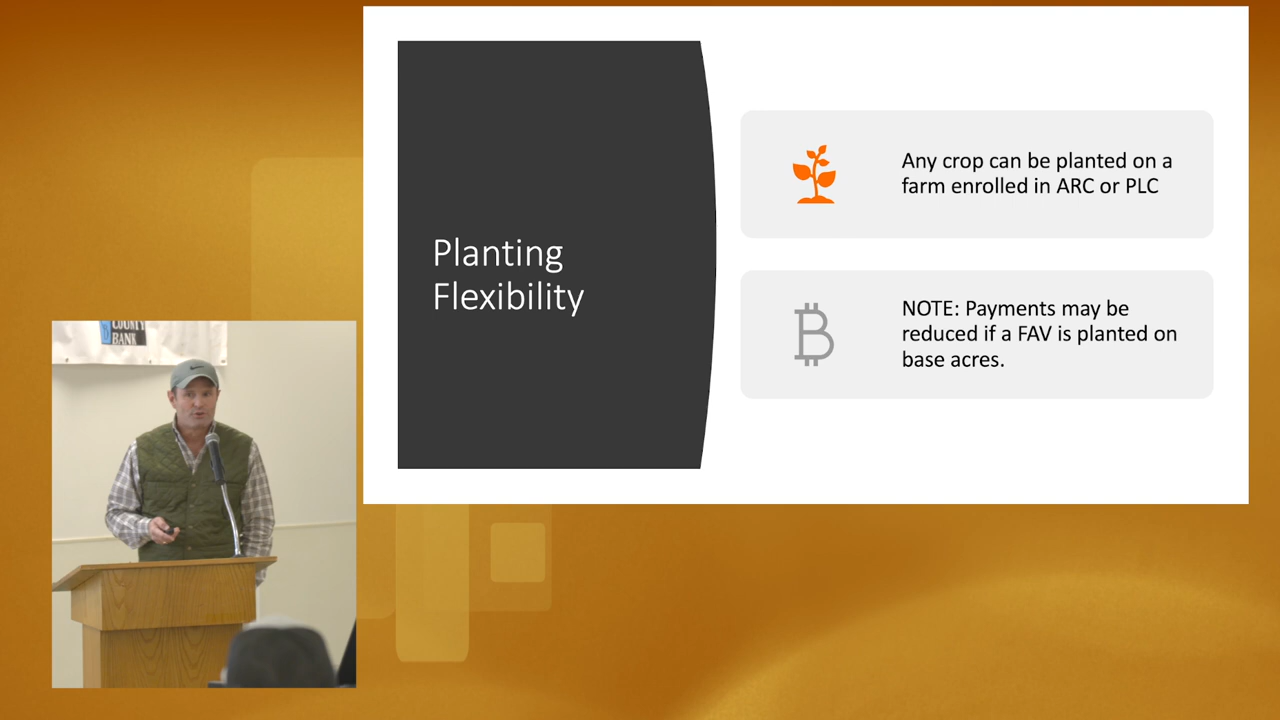 Planting
Flexibility
Any crop can be planted on a
farm enrolled in ARC or PLC
NOTE: Payments may be
reduced if a FAV is planted on
base acres.
COUNTY
BANK